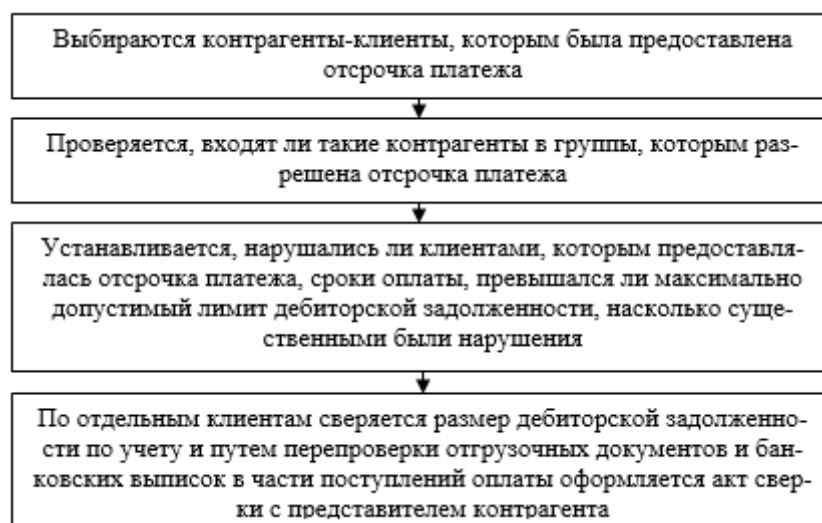 Выбираются контрагенты-клиенты, которым была предоставлена
отсрочка платежа
Проверяется, входят ли такие контрагенты в группы, которым раз-
решена отсрочка платежа
Устанавливается, нарушались ли клиентами, которым предоставля-
лась отсрочка платежа, сроки оплаты, превышался ли максимально
допустимый лимит дебиторской задолженности, насколько суще-
ственными были нарушения
По отдельным клиентам сверяется размер дебиторской задолженно-
сти по учету и путем перепроверки отгрузочных документов и бан-
ковских выписок в части поступлений оплаты оформляется акт свер-
ки с представителем контрагента